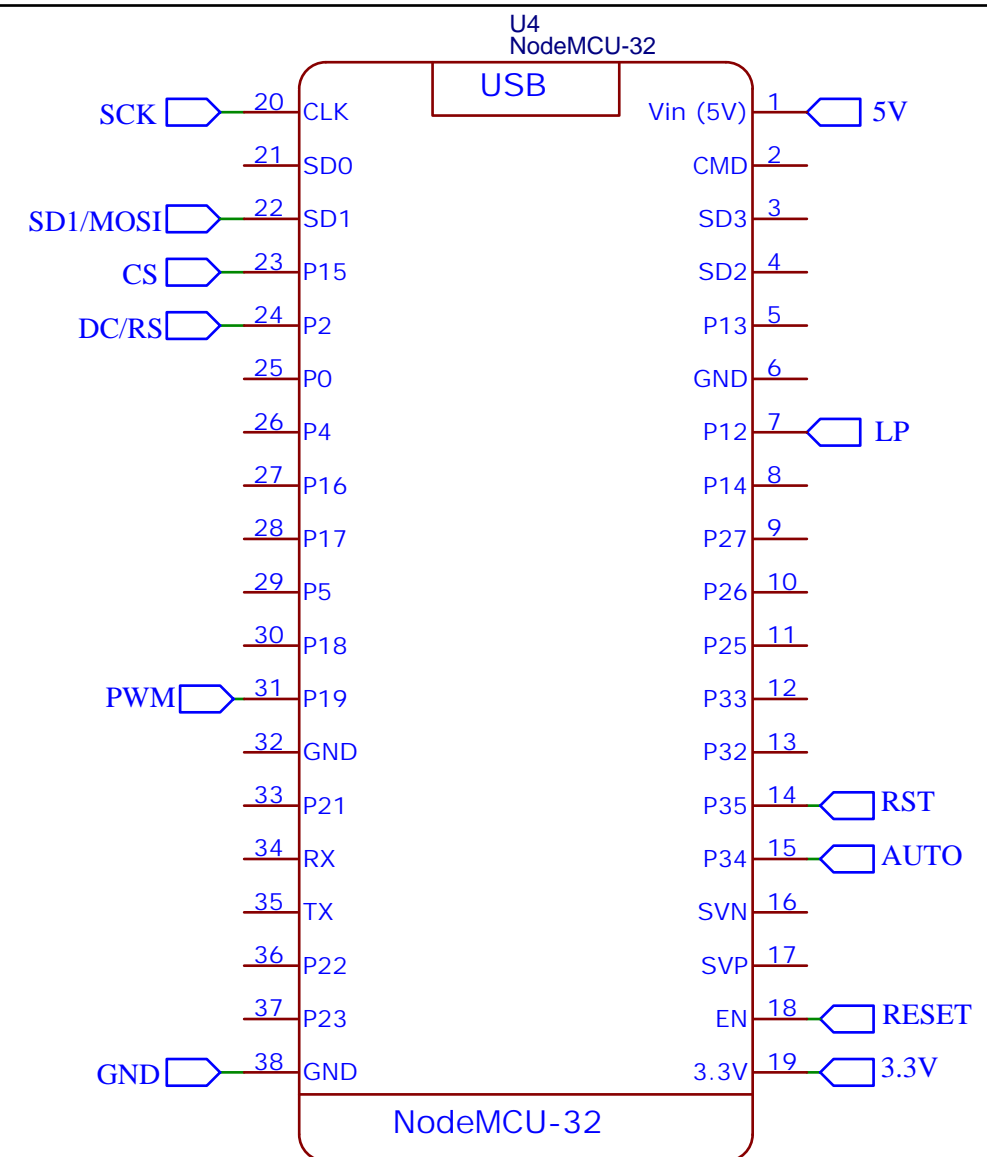 U4
NodeMCU-32
USB
SCK 20 CLK Vin (5V) 1 5V
21 SD0 CMD 2
SD1/MOSI 22 SD1 SD3 3
CS 23 P15 SD2 4
DC/RS 24 P2 P13 5
25 P0 GND 6
26 P4 P12 7 LP
27 P16 P14 8
28 P17 P27 9
29 P5 P26 10
30 P18 P25 11
PWM 31 P19 P33 12
32 GND P32 13
33 P21 P35 14 RST
34 RX P34 15 AUTO
35 TX SVN 16
36 P22 SVP 17
37 P23 EN 18 RESET
GND 38 GND 3.3V 19 3.3V
NodeMCU-32